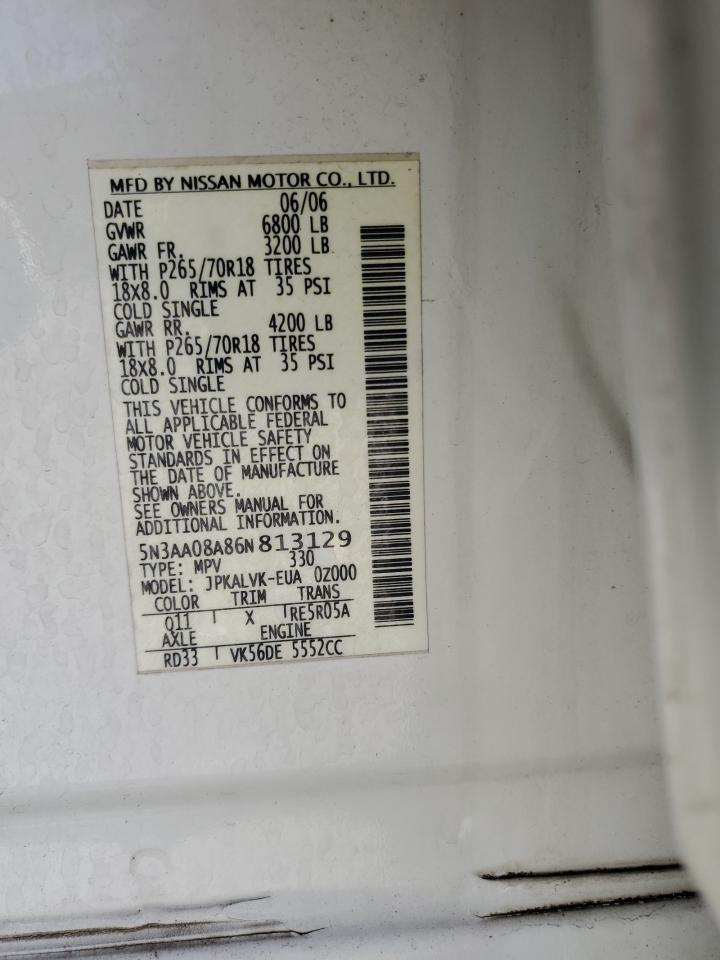 MFD BY NISSAN MOTOR CO., LTD.
DATE 06/06
GVWR 6800 LB
GAWR FR. 3200 LB
WITH P265/70R18 TIRES
18X8.0 RIMS AT 35 PSI
COLD SINGLE
GAWR RR. 4200 LB
WITH P265/70R18 TIRES
18X8.0 RIMS AT 35 PSI
COLD SINGLE
THIS VEHICLE CONFORMS TO
ALL APPLICABLE FEDERAL
MOTOR VEHICLE SAFETY
STANDARDS IN EFFECT ON
THE DATE OF MANUFACTURE
SHOWN ABOVE.
SEE OWNERS MANUAL FOR
ADDITIONAL INFORMATION.
5N3AA08A86N813129
TYPE: MPV 330
MODEL: JPKALVK-EUA 0Z000
COLOR TRIM TRANS
Q11 X RE5R05A
AXLE ENGINE
RD33 VK56DE 5552CC